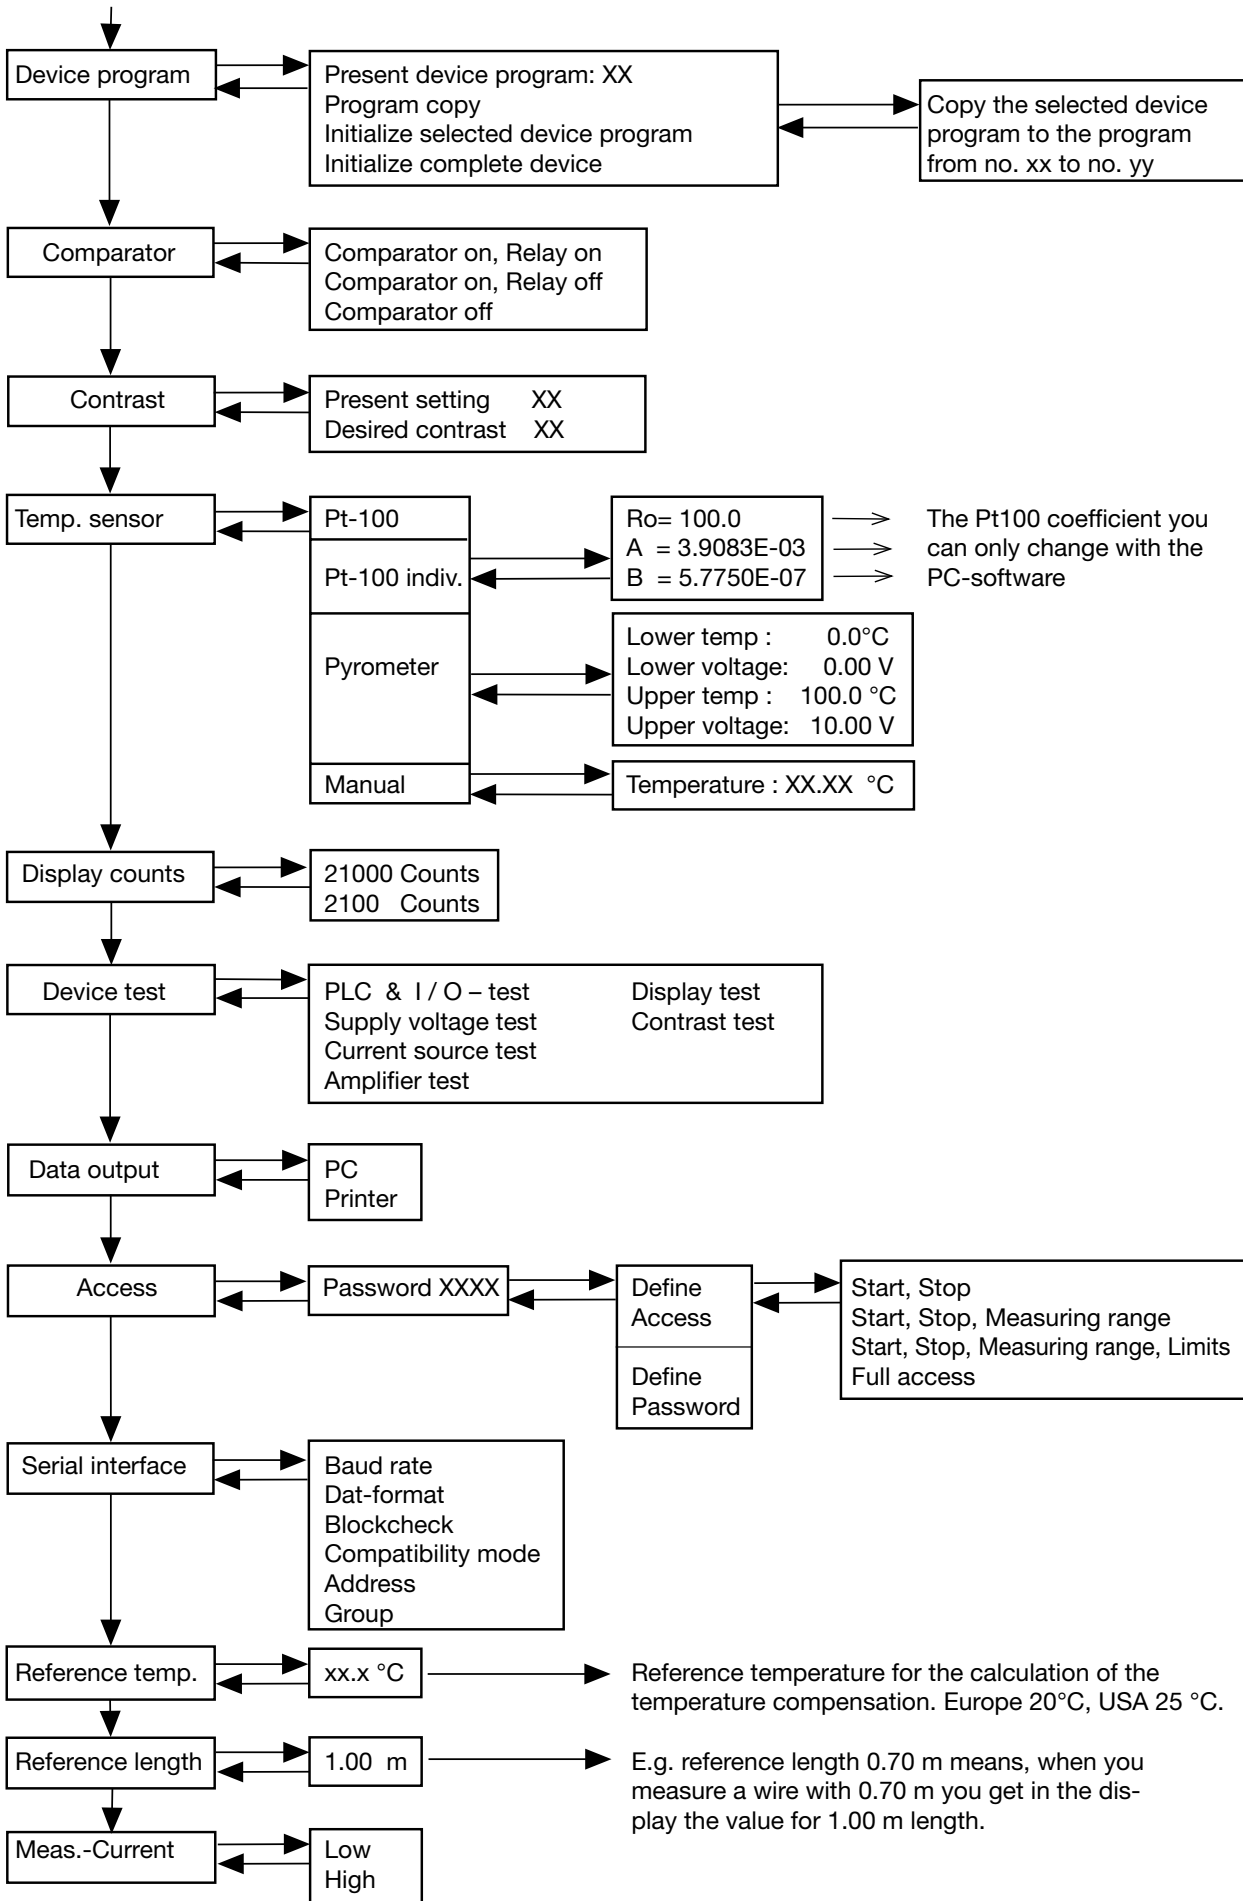 Device program
Present device program: XX
Program copy
Initialize selected device program
Initialize complete device
Copy the selected device
program to the program
from no. xx to no. yy
Comparator
Comparator on, Relay on
Comparator on, Relay off
Comparator off
Contrast
Present setting XX
Desired contrast XX
Temp. sensor
Pt-100
Pt-100 indiv.
Ro= 100.0
A = 3.9083E-03
B = 5.7750E-07
The Pt100 coefficient you
can only change with the
PC-software
Pyrometer
Lower temp : 0.0°C
Lower voltage: 0.00 V
Upper temp : 100.0 °C
Upper voltage: 10.00 V
Manual
Temperature : XX.XX °C
Display counts
21000 Counts
2100 Counts
Device test
PLC & I / O – test
Supply voltage test
Current source test
Amplifier test
Display test
Contrast test
Data output
PC
Printer
Access
Password XXXX
Define
Access
Define
Password
Start, Stop
Start, Stop, Measuring range
Start, Stop, Measuring range, Limits
Full access
Serial interface
Baud rate
Dat-format
Blockcheck
Compatibility mode
Address
Group
Reference temp.
xx.x °C
Reference temperature for the calculation of the
temperature compensation. Europe 20°C, USA 25 °C.
Reference length
1.00 m
E.g. reference length 0.70 m means, when you
measure a wire with 0.70 m you get in the dis-
play the value for 1.00 m length.
Meas.-Current
Low
High